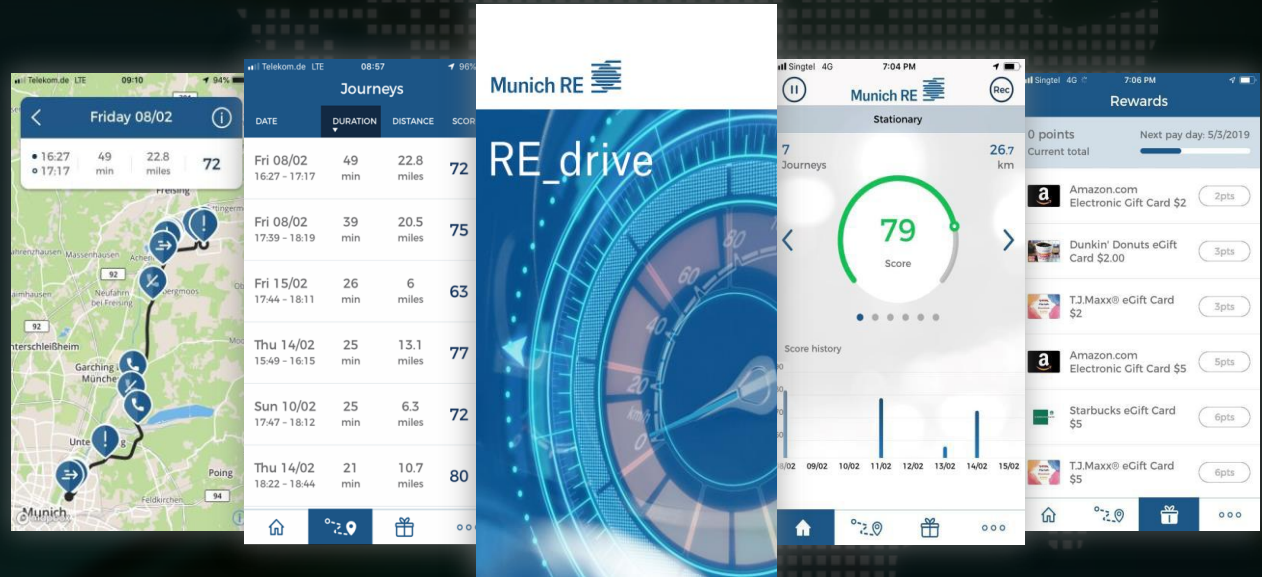 Telekom.de LTE 09:10 94%
Friday 08/02
16:27 49 22.8 72
17:17 min miles
Freising
Massenhausen
92
Neufahrn
bei Freising
92
Garching
Unte
Poing
Feldkirchen
94
Munich
Telekom.de LTE 08:57 96%
Journeys
DATE DURATION DISTANCE SCOR
Fri 08/02 49 22.8 72
16:27 - 17:17 min miles
Fri 08/02 39 20.5 75
17:39 - 18:19 min miles
Fri 15/02 26 6 63
17:44 - 18:11 min miles
Thu 14/02 25 13.1 77
15:49 - 16:15 min miles
Sun 10/02 25 6.3 72
17:47 - 18:12 min miles
Thu 14/02 21 10.7 80
18:22 - 18:44 min miles
Munich RE
RE_drive
80
60
40
20
km/h
0
Singtel 4G 7:04 PM
Munich RE
Rec
Stationary
7 26.7
Journeys km
79
Score
Score history
8/02 09/02 10/02 11/02 12/02 13/02 14/02 15/02
Singtel 4G 7:06 PM
Rewards
0 points Next pay day: 5/3/2019
Current total
Amazon.com
Electronic Gift Card $2 2pts
Dunkin' Donuts eGift
Card $2.00 3pts
T.J.Maxx® eGift Card
$2 3pts
Amazon.com
Electronic Gift Card $5 5pts
Starbucks eGift Card
$5 6pts
T.J.Maxx® eGift Card
$5 6pts